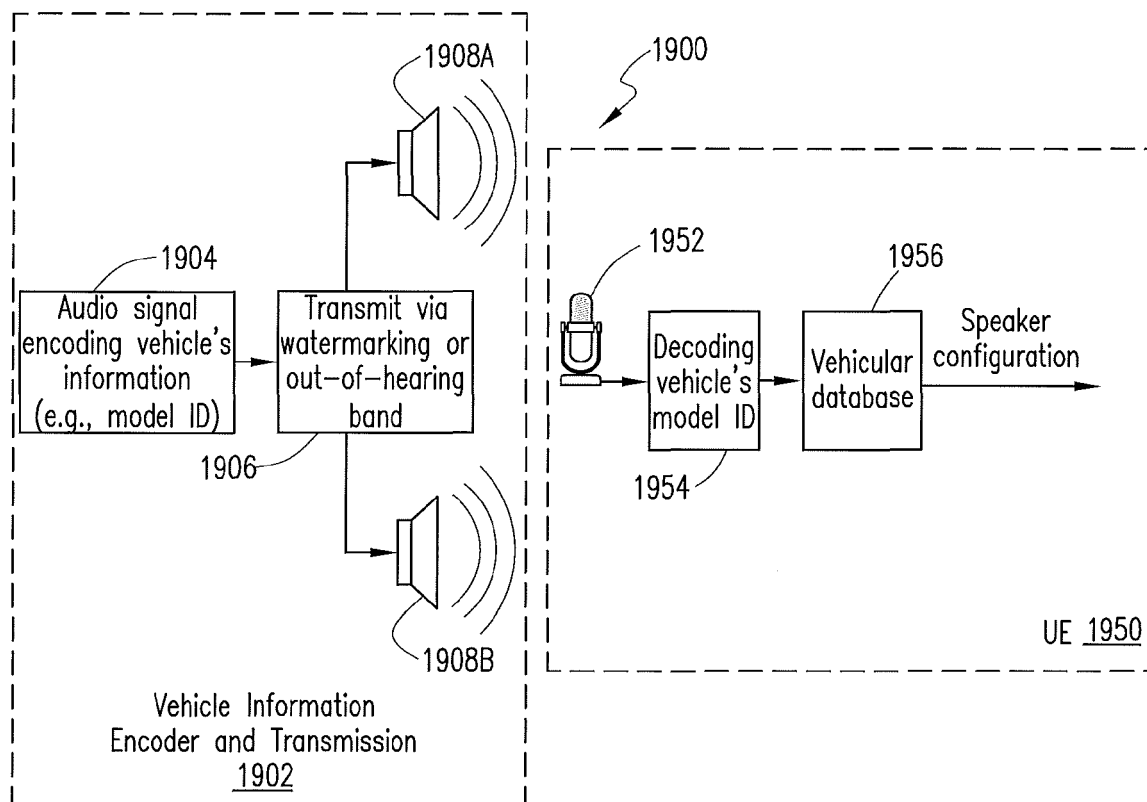 1908A
1900
1904
Audio signal
encoding vehicle's
information
(e.g., model ID)
Transmit via
watermarking or
out-of-hearing
band
1906
1908B
Vehicle Information
Encoder and Transmission
1902
1952
Decoding
vehicle's
model ID
1954
1956
Vehicular
database
Speaker
configuration
UE 1950